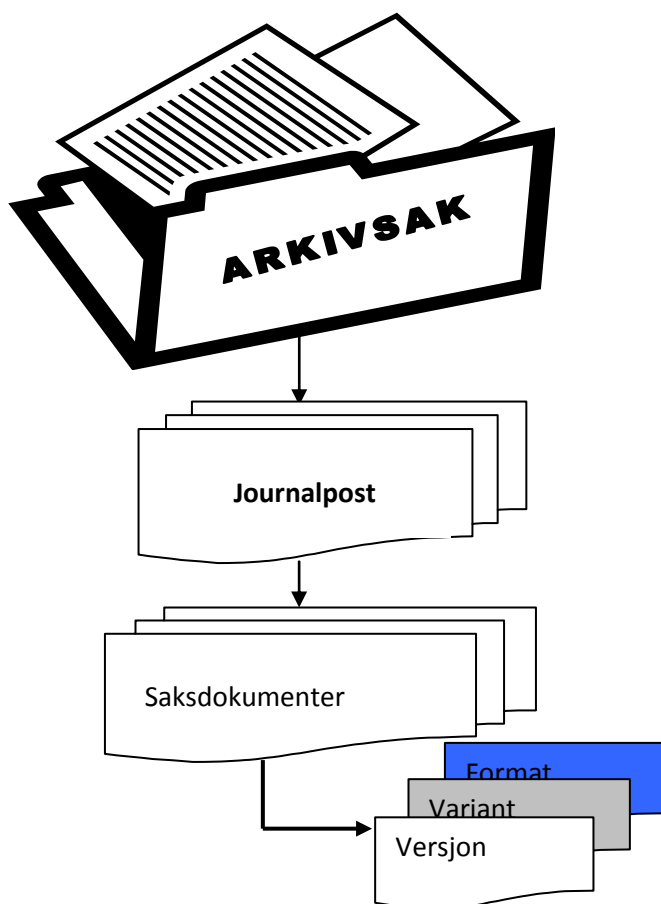 ARKIVSAK
Journalpost
Saksdokumenter
Format
Variant
Versjon